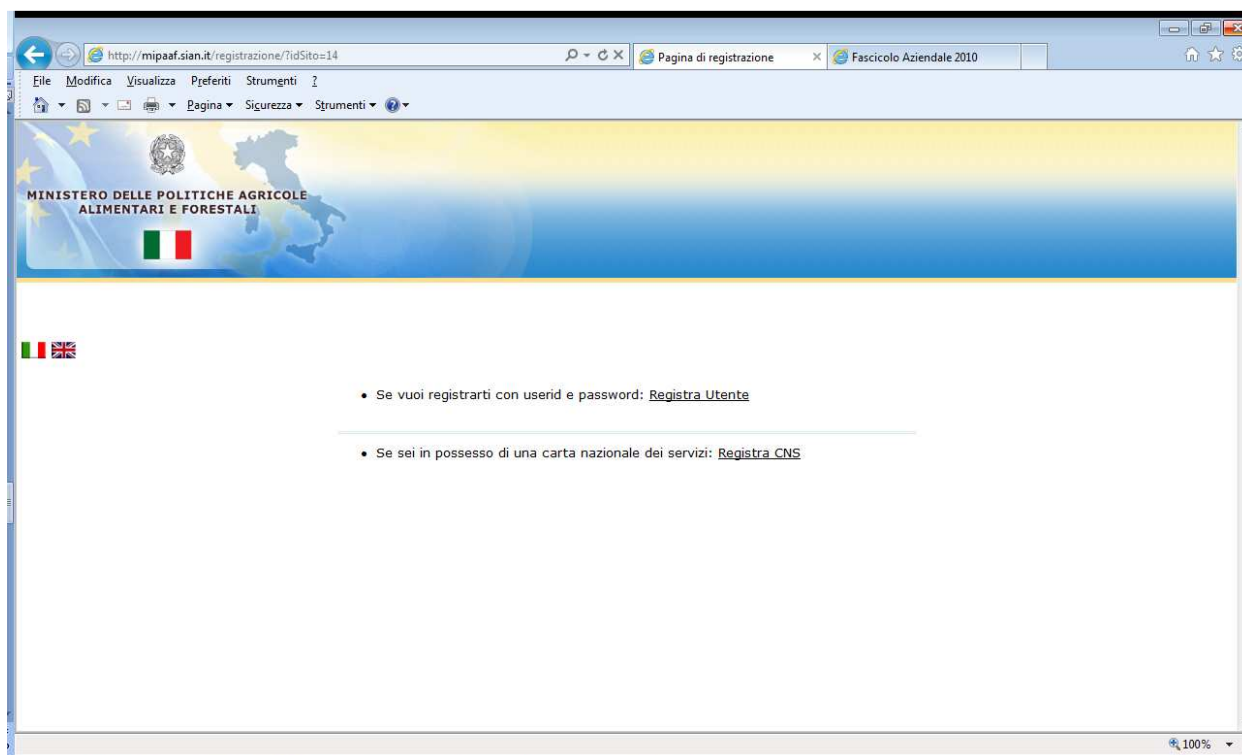 http://mipaaf.sian.it/registrazione/?idSito=14
Pagina di registrazione
Fascicolo Aziendale 2010
File Modifica Visualizza Preferiti Strumenti ?
Pagina Sicurezza Strumenti
MINISTERO DELLE POLITICHE AGRICOLE
ALIMENTARI E FORESTALI
• Se vuoi registrarti con userid e password: Registra Utente
• Se sei in possesso di una carta nazionale dei servizi: Registra CNS
100%